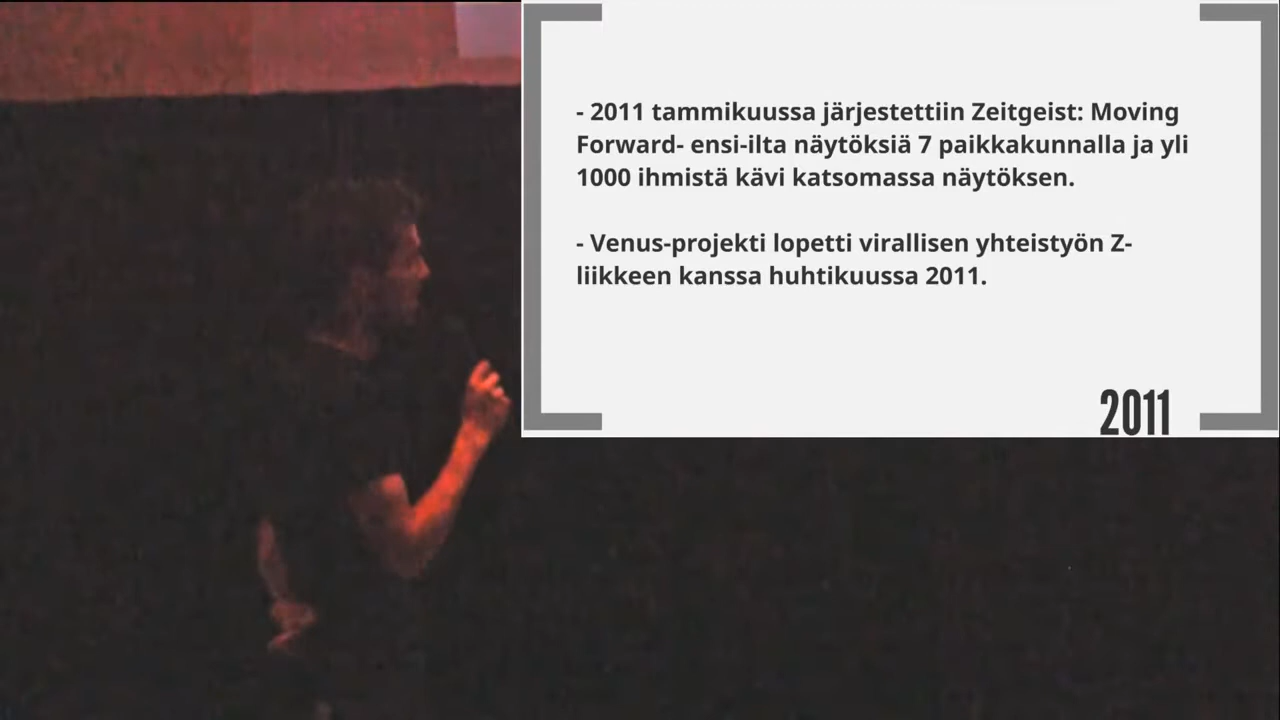 - 2011 tammikuussa järjestettiin Zeitgeist: Moving
Forward- ensi-ilta näytöksiä 7 paikkakunnalla ja yli
1000 ihmistä kävi katsomassa näytöksen.
- Venus-projekti lopetti virallisen yhteistyön Z-
liikkeen kanssa huhtikuussa 2011.
2011